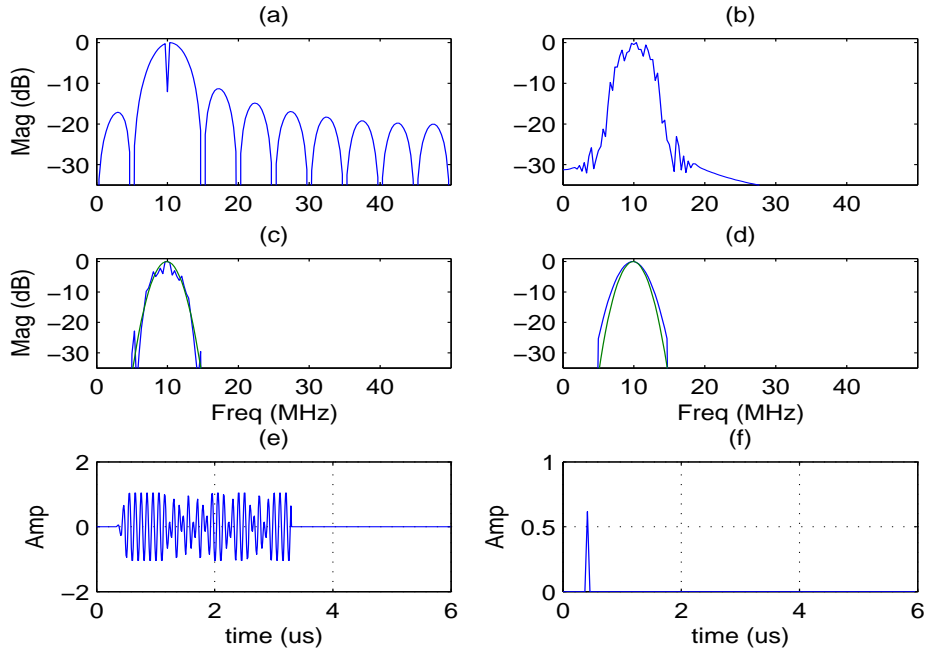 (a) (b)
Mag (dB) 0 −10 −20 −30 0 −10 −20 −30
0 10 20 30 40 0 10 20 30 40
(c) (d)
Mag (dB) 0 −10 −20 −30 0 −10 −20 −30
0 10 20 30 40 0 10 20 30 40
Freq (MHz) Freq (MHz)
(e) (f)
Amp 2 0 −2 Amp 1 0.5 0
0 2 4 6 0 2 4 6
time (us) time (us)